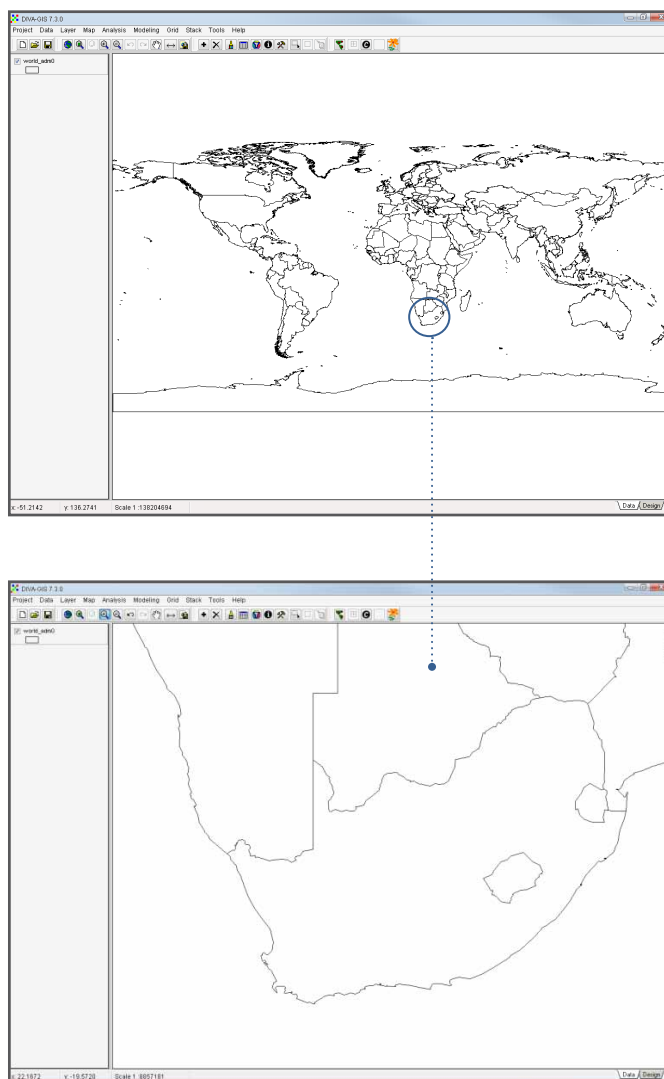 DIVA-GIS 7.3.0
Project Data Layer Map Analysis Modeling Grid Stack Tools Help
world_adm0
x: -51.2142 y: 136.2741 Scale 1 :138204694 Data Design
DIVA-GIS 7.3.0
Project Data Layer Map Analysis Modeling Grid Stack Tools Help
world_adm0
x: 22.1672 y: -19.5728 Scale 1 :8857181 Data Design